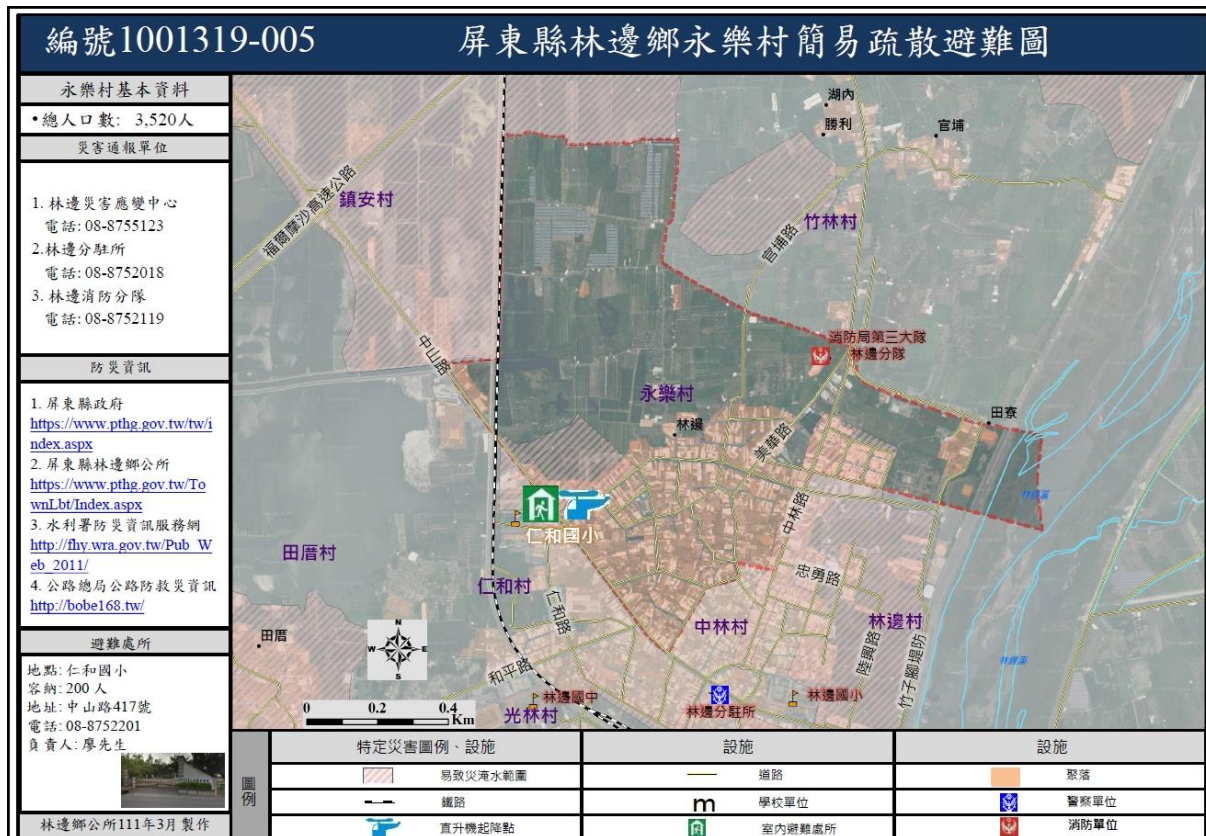 編號1001319-005
屏東縣林邊鄉永樂村簡易疏散避難圖
永樂村基本資料
•總人口數: 3,520人
災害通報單位
1. 林邊災害應變中心
電話: 08-8755123
2.林邊分駐所
電話: 08-8752018
3. 林邊消防分隊
電話: 08-8752119
防災資訊
1. 屏東縣政府
https://www.pthg.gov.tw/tw/i
ndex.aspx
2. 屏東縣林邊鄉公所
https://www.pthg.gov.tw/To
wnLbt/Index.aspx
3. 水利署防災資訊服務網
http://fhy.wra.gov.tw/Pub_W
eb_2011/
4. 公路總局公路防救災資訊
http://bobe168.tw/
避難處所
地點: 仁和國小
容納: 200 人
地址: 中山路417號
電話: 08-8752201
負責人: 廖先生
林邊鄉公所111年3月製作
湖內
勝利
官埔
鎮安村
福爾摩沙高速公路
竹林村
官埔路
消防局第三大隊
林邊分隊
中山路
永樂村
林邊
美華路
田寮
林邊溪
中林路
仁和國小
田厝村
仁和村
仁和路
忠勇路
中林村
林邊村
陸興路
竹子腳堤防
林邊溪
田厝
和平路
N
W
E
S
0
0.2
0.4
Km
光林村
林邊國中
林邊分駐所
林邊國小
圖例
特定災害圖例、設施
設施
設施
易致災淹水範圍
道路
聚落
鐵路
m
學校單位
警察單位
直升機起降點
室內避難處所
消防單位